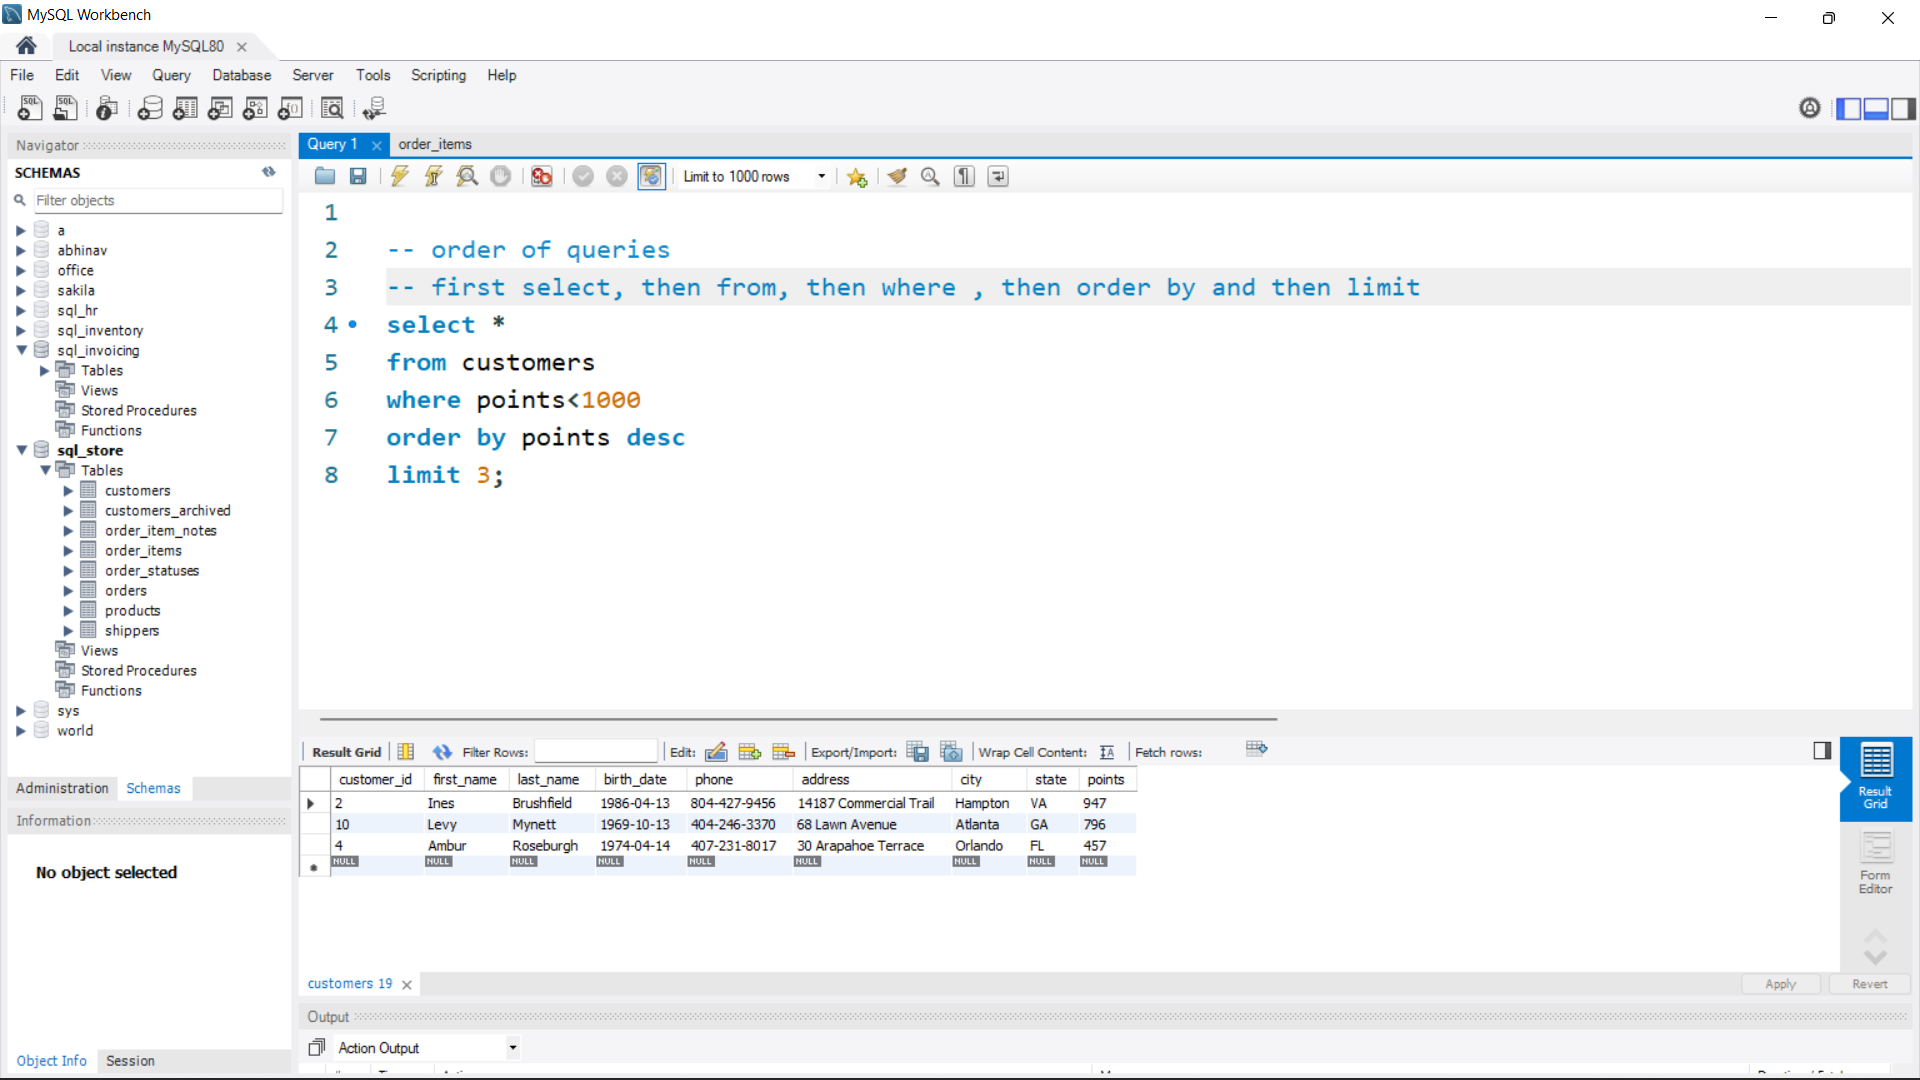 MySQL Workbench
Local instance MySQL80
File Edit View Query Database Server Tools Scripting Help
Navigator
SCHEMAS
Filter objects
a
abhinav
office
sakila
sql_hr
sql_inventory
sql_invoicing
Tables
Views
Stored Procedures
Functions
sql_store
Tables
customers
customers_archived
order_item_notes
order_items
order_statuses
orders
products
shippers
Views
Stored Procedures
Functions
sys
world
Administration Schemas
Information
No object selected
Object Info Session
Query 1 order_items
Limit to 1000 rows
1
2 -- order of queries
3 -- first select, then from, then where , then order by and then limit
4 select *
5 from customers
6 where points<1000
7 order by points desc
8 limit 3;
Result Grid Filter Rows: Edit: Export/Import: Wrap Cell Content: Fetch rows:
customer_id first_name last_name birth_date phone address city state points
2 Ines Brushfield 1986-04-13 804-427-9456 14187 Commercial Trail Hampton VA 947
10 Levy Mynett 1969-10-13 404-246-3370 68 Lawn Avenue Atlanta GA 796
4 Ambur Roseburgh 1974-04-14 407-231-8017 30 Arapahoe Terrace Orlando FL 457
NULL NULL NULL NULL NULL NULL NULL NULL NULL
Result
Grid
Form
Editor
customers 19
Apply Revert
Output
Action Output